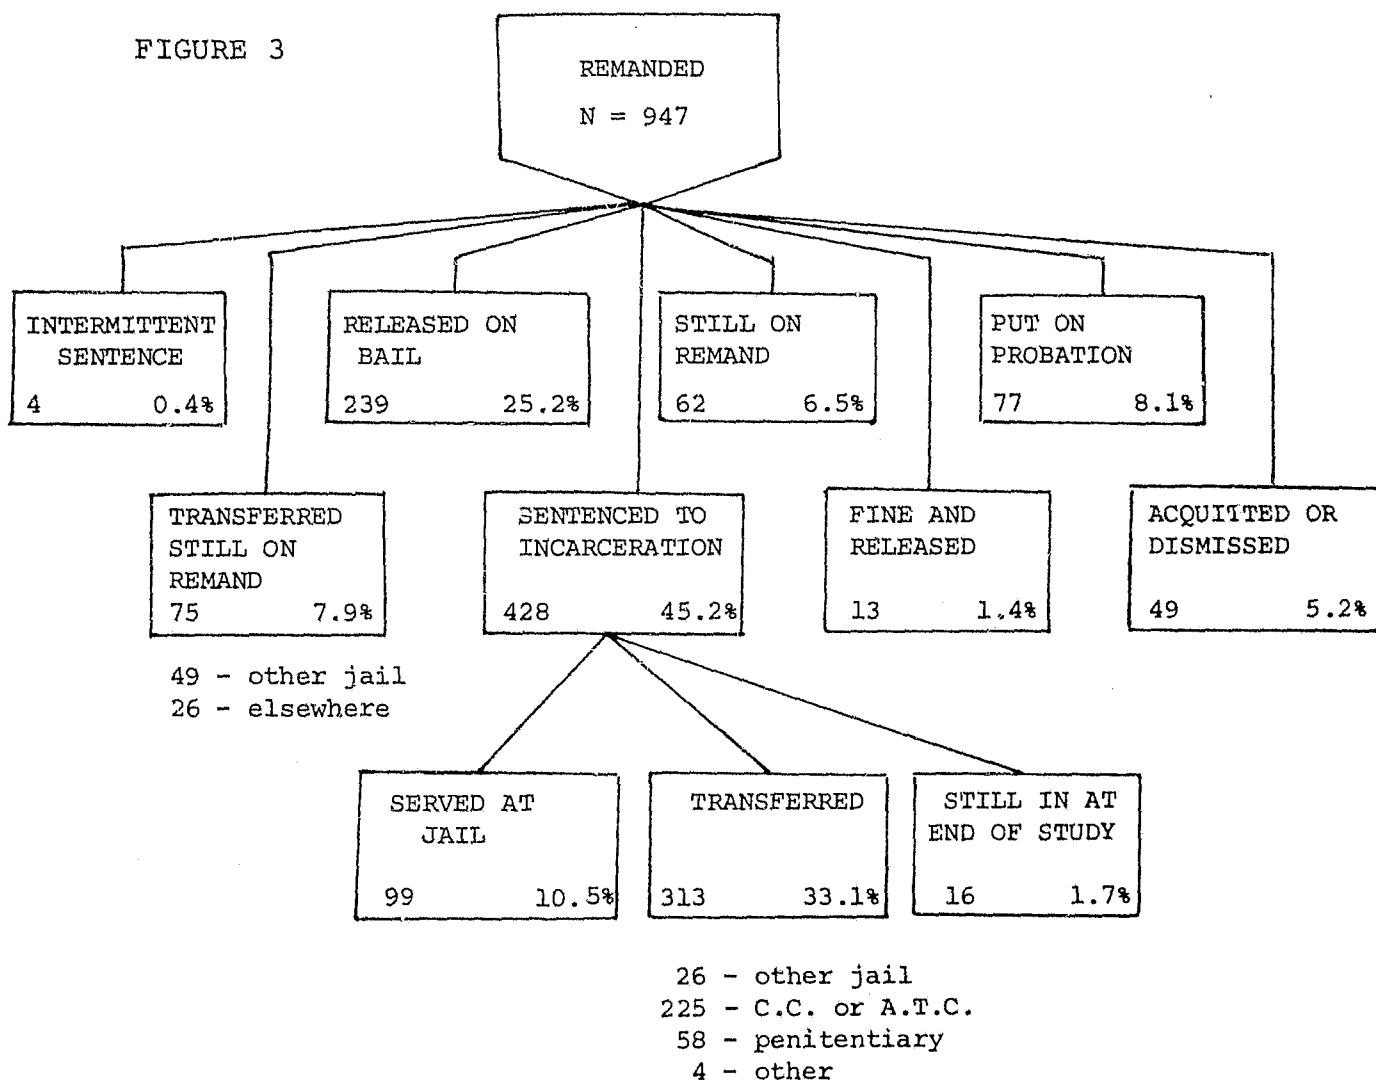 FIGURE 3
REMANDED
N = 947
INTERMITTENT
SENTENCE
4 0.4%
RELEASED ON
BAIL
239 25.2%
STILL ON
REMAND
62 6.5%
PUT ON
PROBATION
77 8.1%
TRANSFERRED
STILL ON
REMAND
75 7.9%
49 - other jail
26 - elsewhere
SENTENCED TO
INCARCERATION
428 45.2%
FINE AND
RELEASED
13 1.4%
ACQUITTED OR
DISMISSED
49 5.2%
SERVED AT
JAIL
99 10.5%
TRANSFERRED
313 33.1%
STILL IN AT
END OF STUDY
16 1.7%
26 - other jail
225 - C.C. or A.T.C.
58 - penitentiary
4 - other